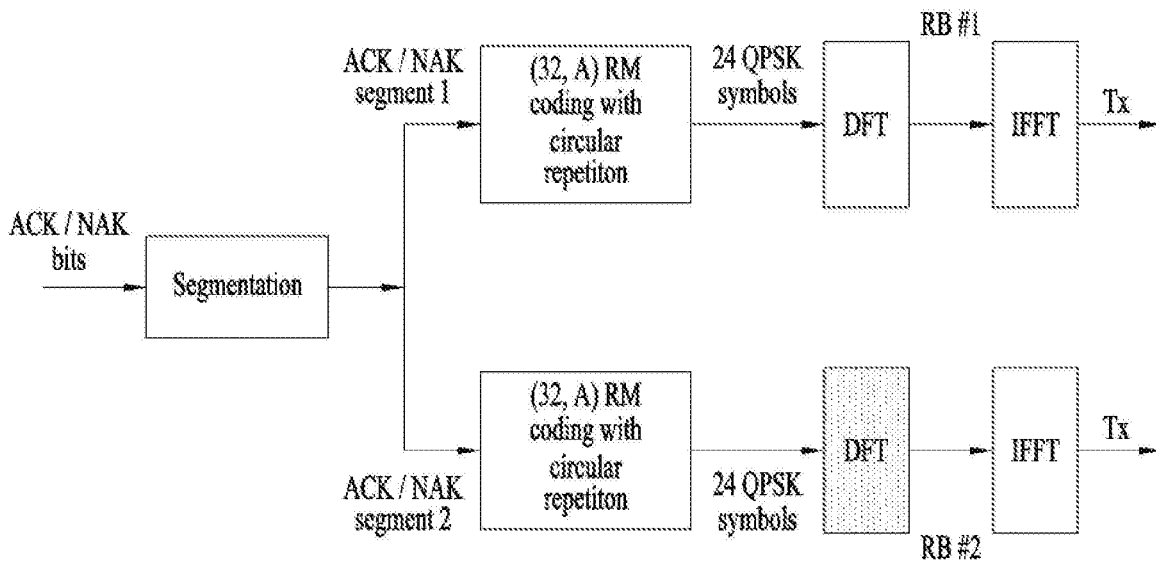 RB #1
ACK / NAK
segment 1
(32, A) RM
coding with
circular
repetiton
24 QPSK
symbols
DFT
IFFT
Tx
ACK / NAK
bits
Segmentation
(32, A) RM
coding with
circular
repetiton
ACK / NAK
segment 2
24 QPSK
symbols
DFT
IFFT
Tx
RB #2